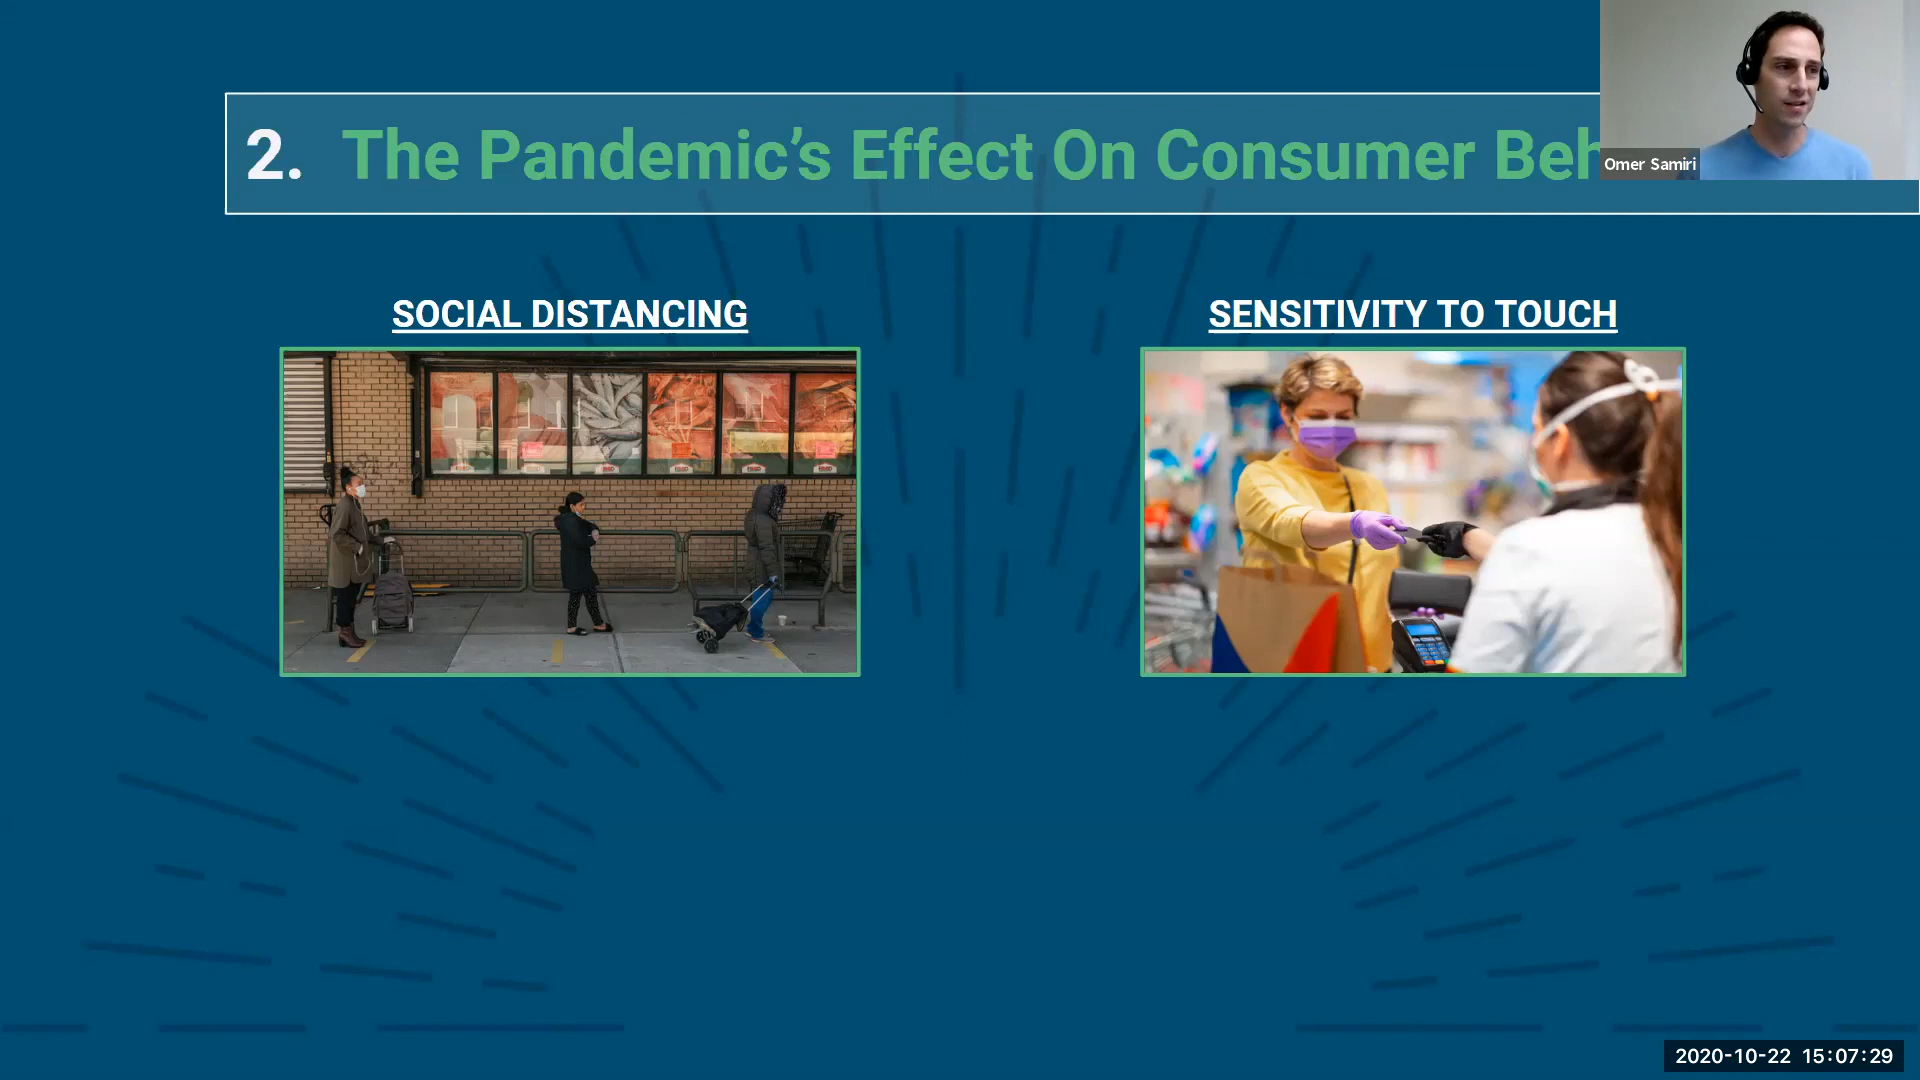 2. The Pandemic’s Effect On Consumer Beh
Omer Samiri
SOCIAL DISTANCING
SENSITIVITY TO TOUCH
2020-10-22 15:07:29